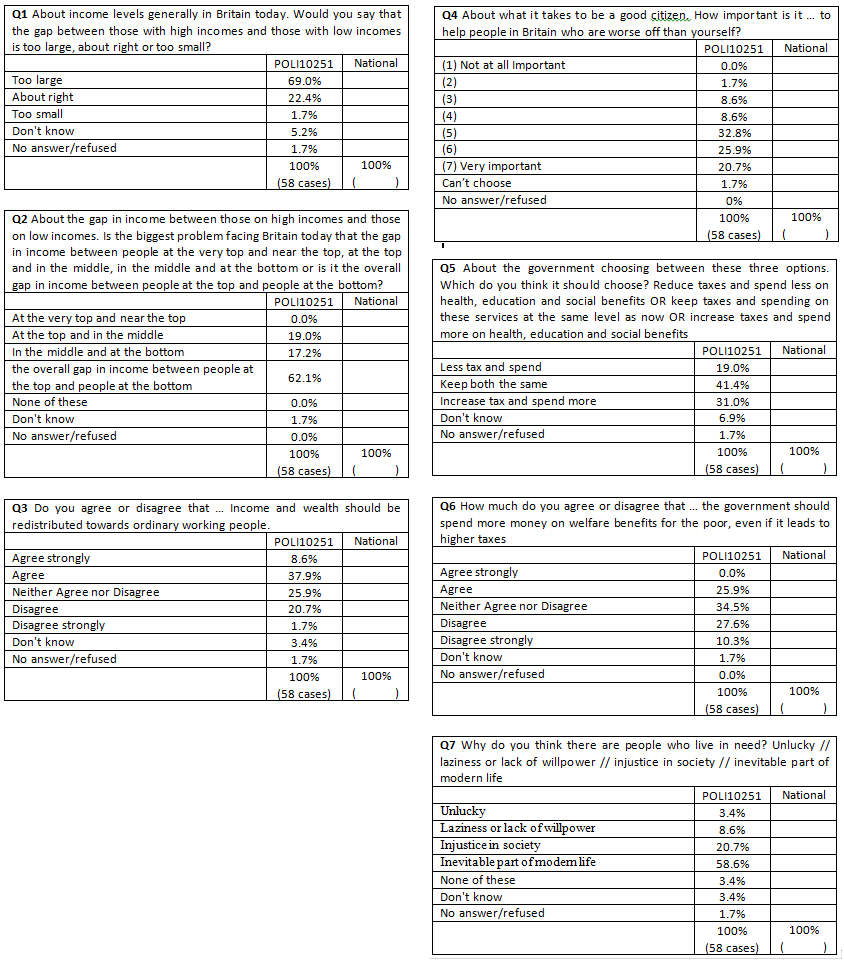 Q1 About income levels generally in Britain today. Would you say that
the gap between those with high incomes and those with low incomes
is too large, about right or too small?
POLI10251 National
Too large 69.0%
About right 22.4%
Too small 1.7%
Don't know 5.2%
No answer/refused 1.7%
100% 100%
(58 cases) ( )
Q2 About the gap in income between those on high incomes and those
on low incomes. Is the biggest problem facing Britain today that the gap
in income between people at the very top and near the top, at the top
and in the middle, in the middle and at the bottom or is it the overall
gap in income between people at the top and people at the bottom?
POLI10251 National
At the very top and near the top 0.0%
At the top and in the middle 19.0%
In the middle and at the bottom 17.2%
the overall gap in income between people at
the top and people at the bottom 62.1%
None of these 0.0%
Don't know 1.7%
No answer/refused 0.0%
100% 100%
(58 cases) ( )
Q3 Do you agree or disagree that ... Income and wealth should be
redistributed towards ordinary working people.
POLI10251 National
Agree strongly 8.6%
Agree 37.9%
Neither Agree nor Disagree 25.9%
Disagree 20.7%
Disagree strongly 1.7%
Don't know 3.4%
No answer/refused 1.7%
100% 100%
(58 cases) ( )
Q4 About what it takes to be a good citizen. How important is it ... to
help people in Britain who are worse off than yourself?
POLI10251 National
(1) Not at all Important 0.0%
(2) 1.7%
(3) 8.6%
(4) 8.6%
(5) 32.8%
(6) 25.9%
(7) Very important 20.7%
Can't choose 1.7%
No answer/refused 0%
100% 100%
(58 cases) ( )
Q5 About the government choosing between these three options.
Which do you think it should choose? Reduce taxes and spend less on
health, education and social benefits OR keep taxes and spending on
these services at the same level as now OR increase taxes and spend
more on health, education and social benefits
POLI10251 National
Less tax and spend 19.0%
Keep both the same 41.4%
Increase tax and spend more 31.0%
Don't know 6.9%
No answer/refused 1.7%
100% 100%
(58 cases) ( )
Q6 How much do you agree or disagree that ... the government should
spend more money on welfare benefits for the poor, even if it leads to
higher taxes
POLI10251 National
Agree strongly 0.0%
Agree 25.9%
Neither Agree nor Disagree 34.5%
Disagree 27.6%
Disagree strongly 10.3%
Don't know 1.7%
No answer/refused 0.0%
100% 100%
(58 cases) ( )
Q7 Why do you think there are people who live in need? Unlucky //
laziness or lack of willpower // injustice in society // inevitable part of
modern life
POLI10251 National
Unlucky 3.4%
Laziness or lack of willpower 8.6%
Injustice in society 20.7%
Inevitable part of modern life 58.6%
None of these 3.4%
Don't know 3.4%
No answer/refused 1.7%
100% 100%
(58 cases) ( )